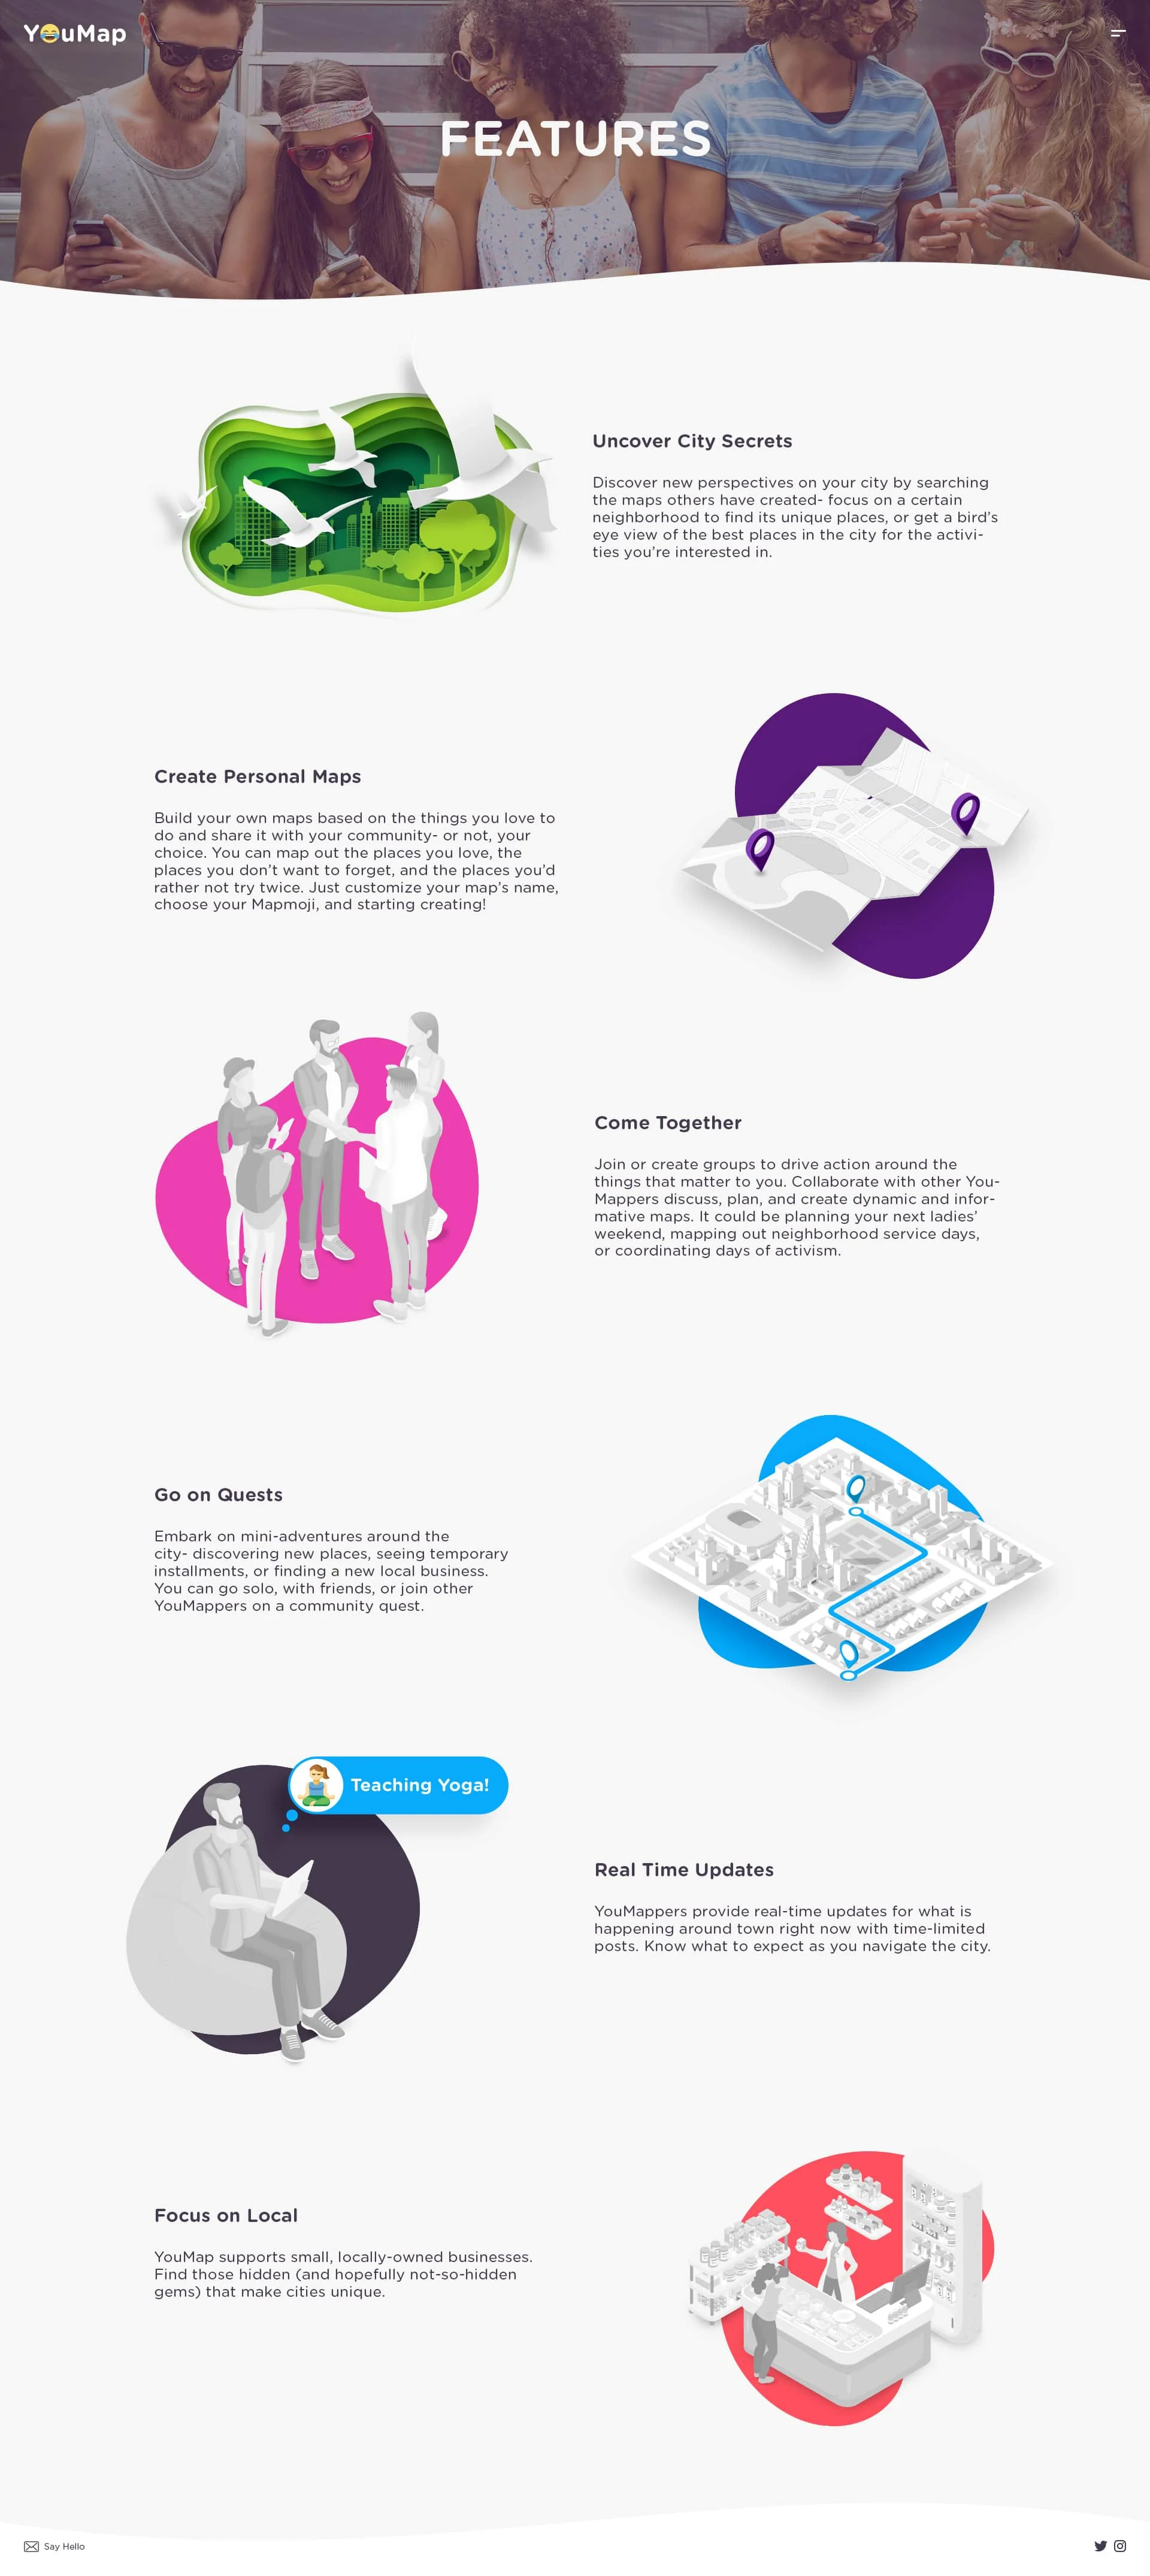 Y😂uMap
FEATURES
Uncover City Secrets
Discover new perspectives on your city by searching
the maps others have created- focus on a certain
neighborhood to find its unique places, or get a bird’s
eye view of the best places in the city for the activi-
ties you’re interested in.
Create Personal Maps
Build your own maps based on the things you love to
do and share it with your community- or not, your
choice. You can map out the places you love, the
places you don’t want to forget, and the places you’d
rather not try twice. Just customize your map’s name,
choose your Mapmoji, and starting creating!
Come Together
Join or create groups to drive action around the
things that matter to you. Collaborate with other You-
Mappers discuss, plan, and create dynamic and infor-
mative maps. It could be planning your next ladies’
weekend, mapping out neighborhood service days,
or coordinating days of activism.
Go on Quests
Embark on mini-adventures around the
city- discovering new places, seeing temporary
installments, or finding a new local business.
You can go solo, with friends, or join other
YouMappers on a community quest.
Teaching Yoga!
Real Time Updates
YouMappers provide real-time updates for what is
happening around town right now with time-limited
posts. Know what to expect as you navigate the city.
Focus on Local
YouMap supports small, locally-owned businesses.
Find those hidden (and hopefully not-so-hidden
gems) that make cities unique.
Say Hello